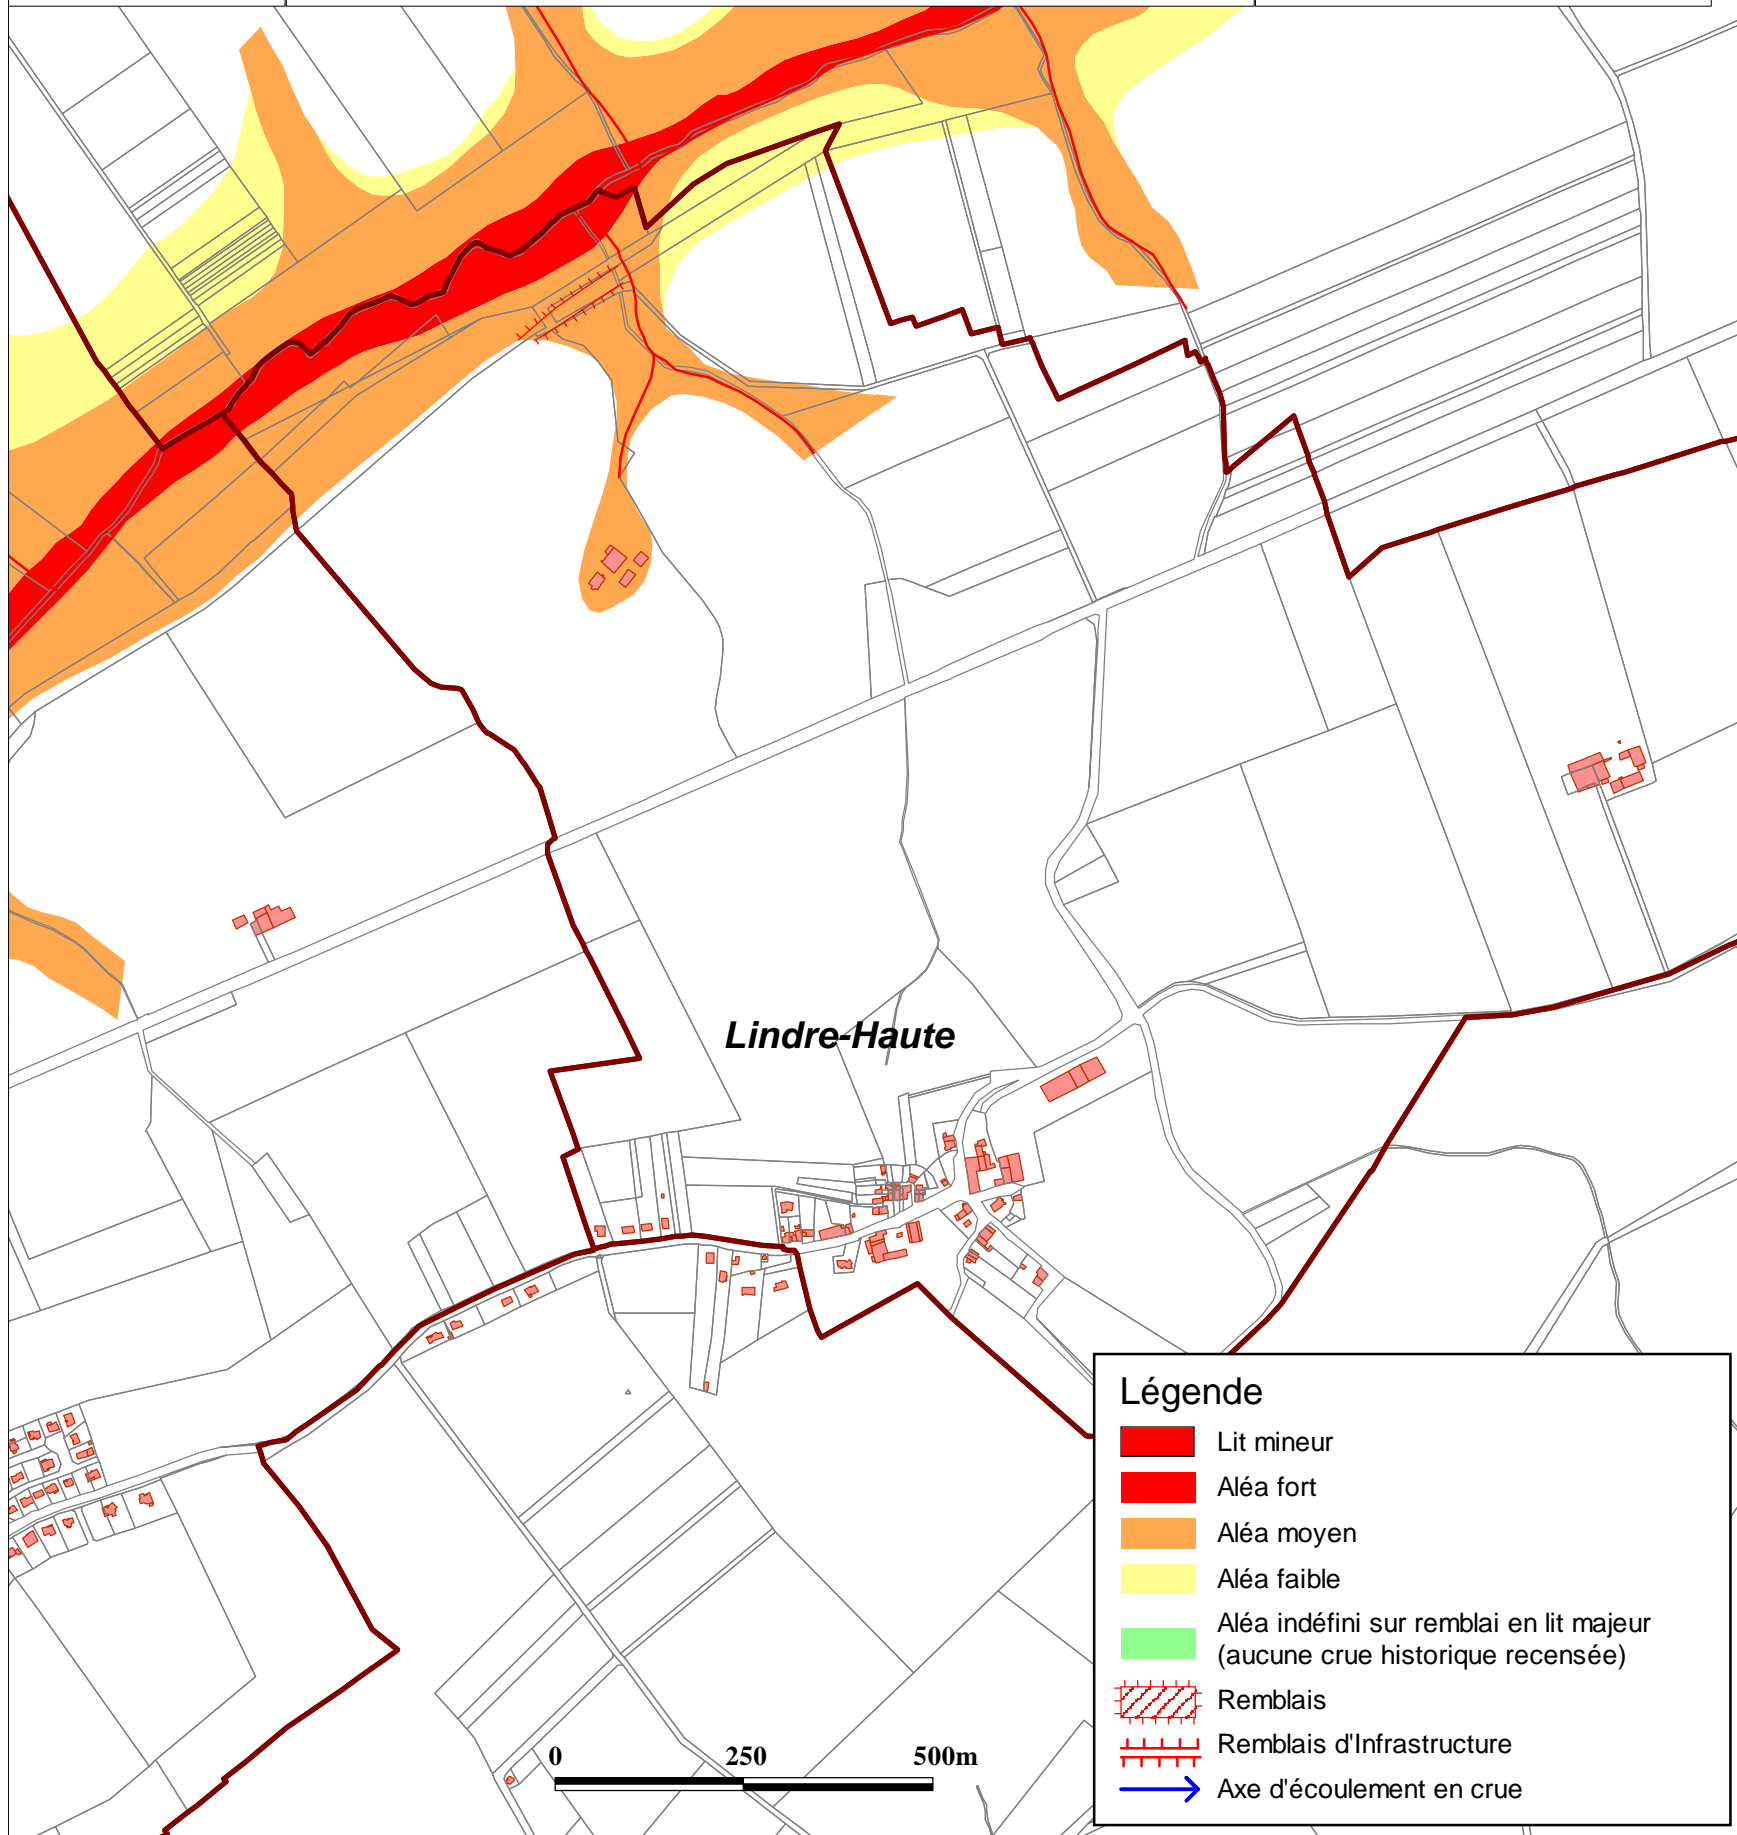 Lindre-Haute
Légende
Lit mineur
Aléa fort
Aléa moyen
Aléa faible
Aléa indéfini sur remblai en lit majeur
(aucune crue historique recensée)
Remblais
Remblais d'Infrastructure
Axe d'écoulement en crue
0 250 500m